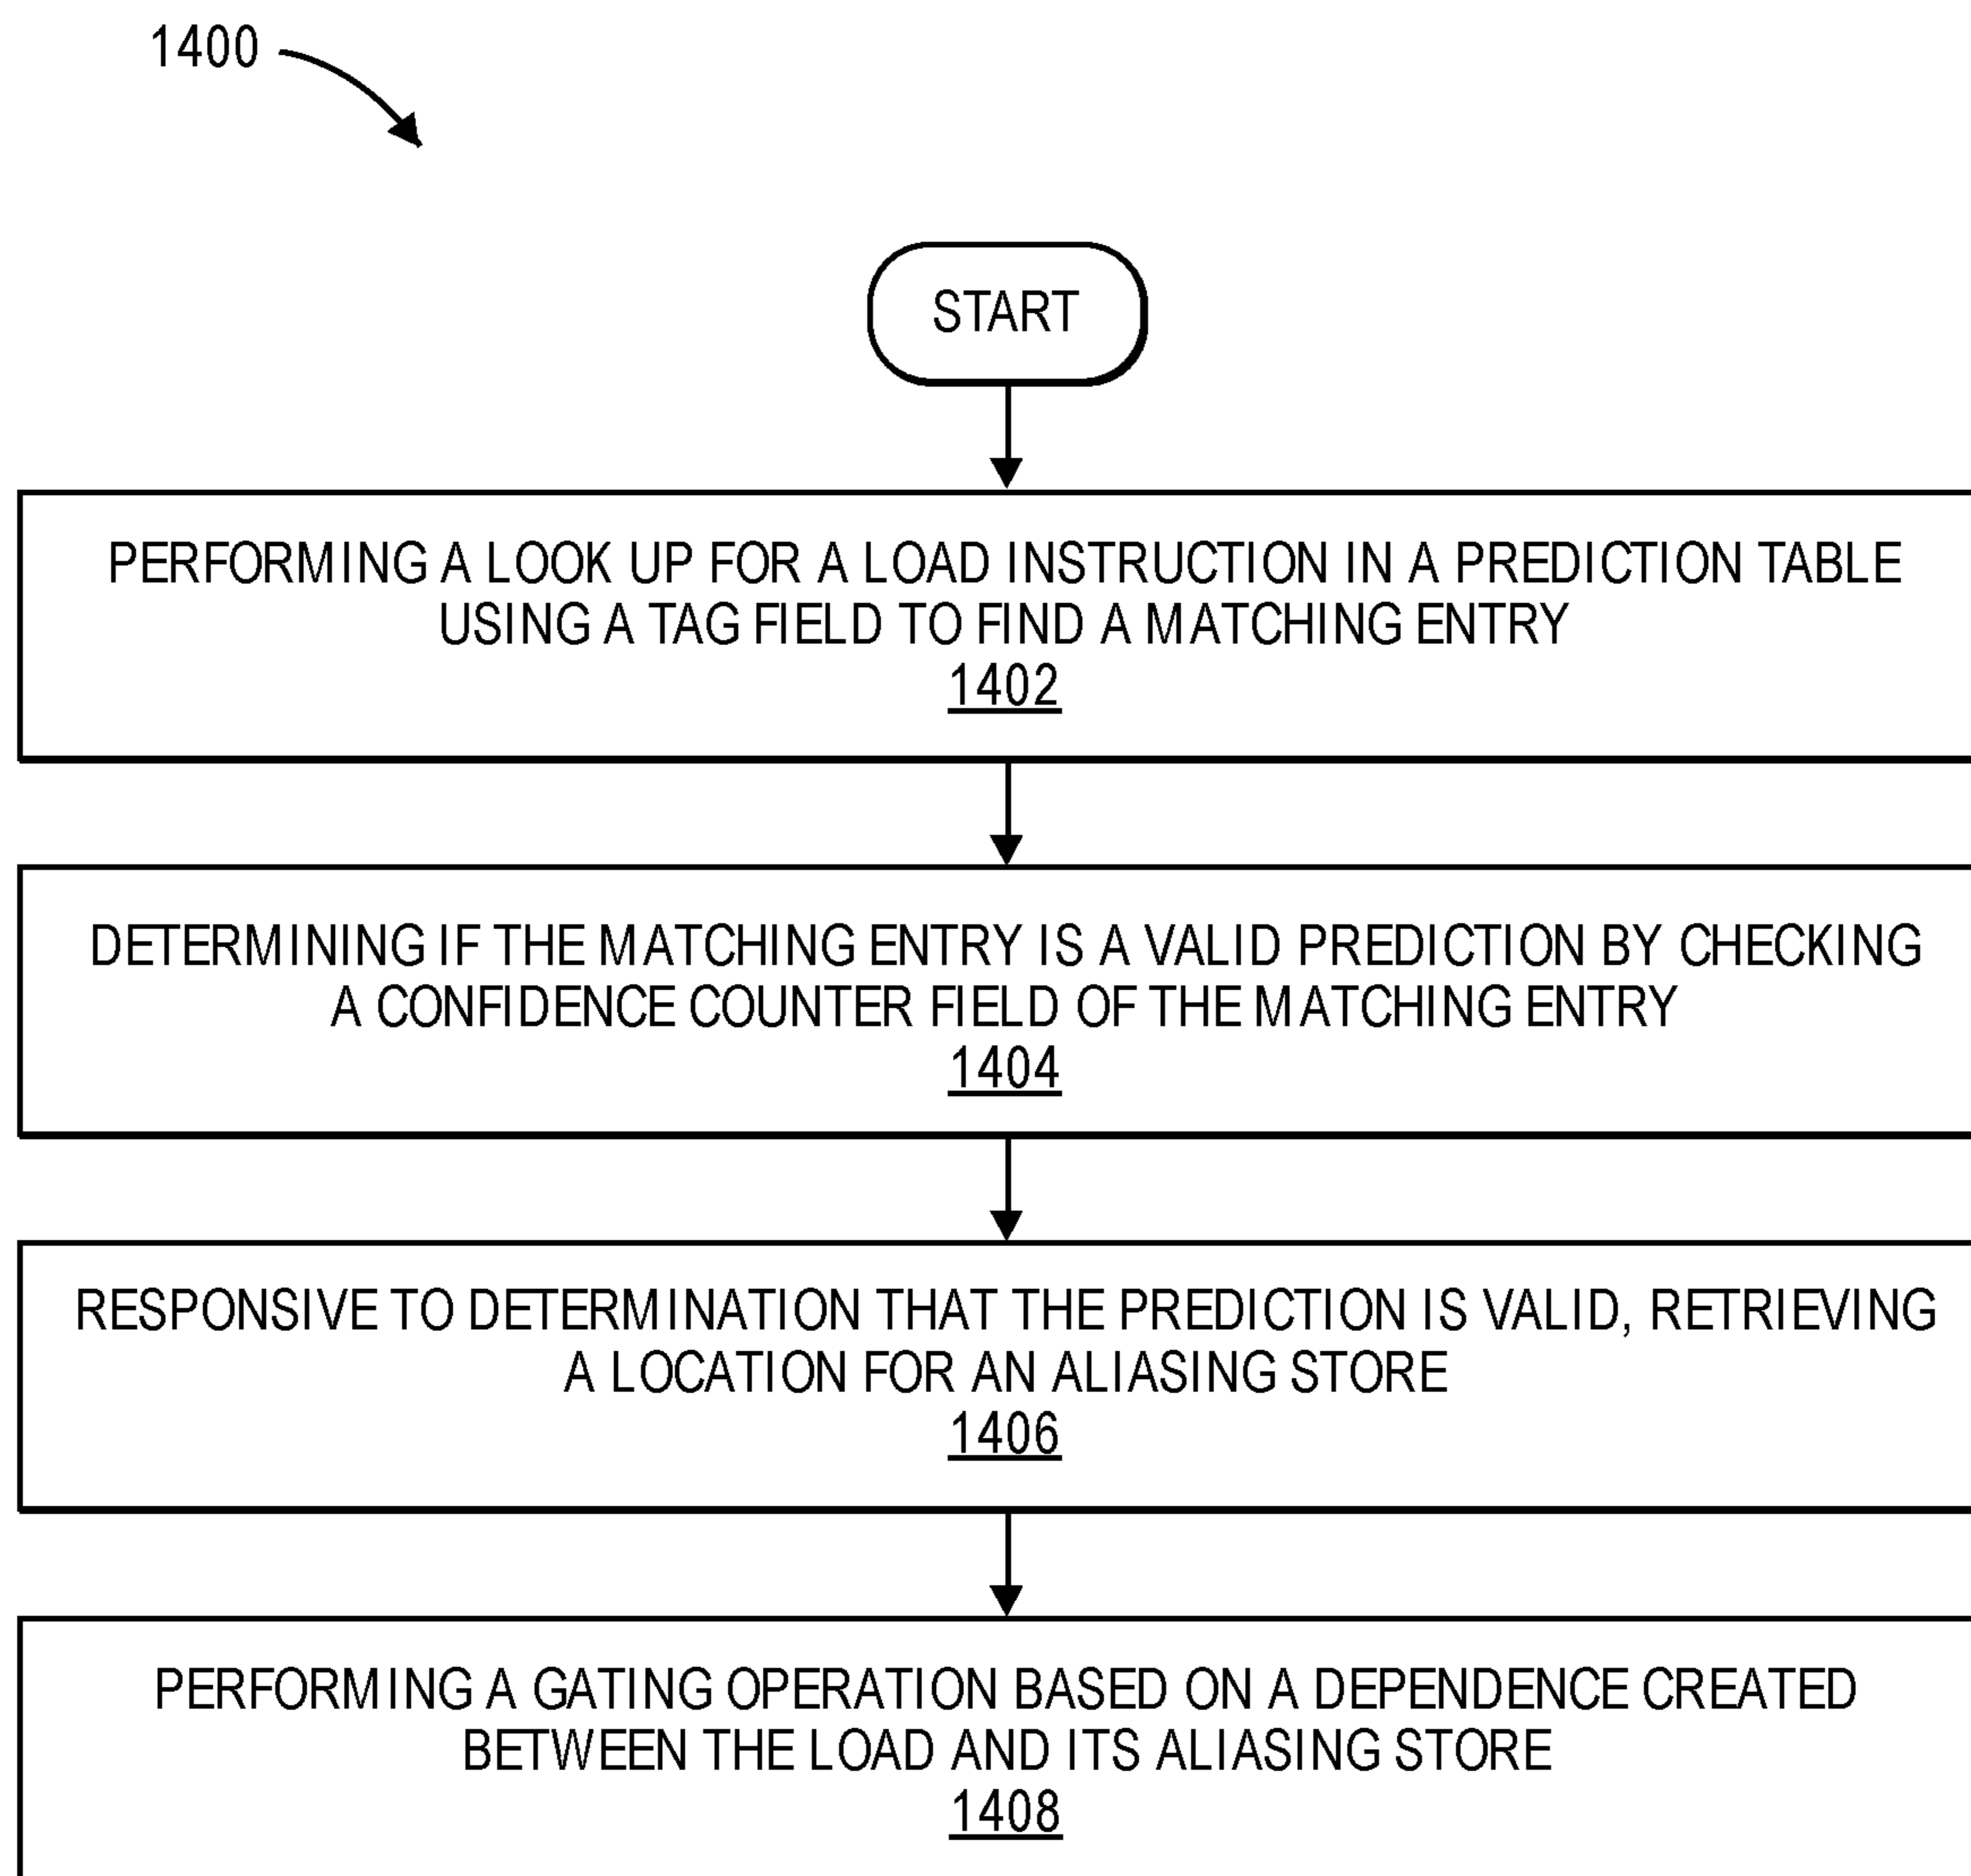 1400
START
PERFORMING A LOOK UP FOR A LOAD INSTRUCTION IN A PREDICTION TABLE
USING A TAG FIELD TO FIND A MATCHING ENTRY
1402
DETERMINING IF THE MATCHING ENTRY IS A VALID PREDICTION BY CHECKING
A CONFIDENCE COUNTER FIELD OF THE MATCHING ENTRY
1404
RESPONSIVE TO DETERMINATION THAT THE PREDICTION IS VALID, RETRIEVING
A LOCATION FOR AN ALIASING STORE
1406
PERFORMING A GATING OPERATION BASED ON A DEPENDENCE CREATED
BETWEEN THE LOAD AND ITS ALIASING STORE
1408